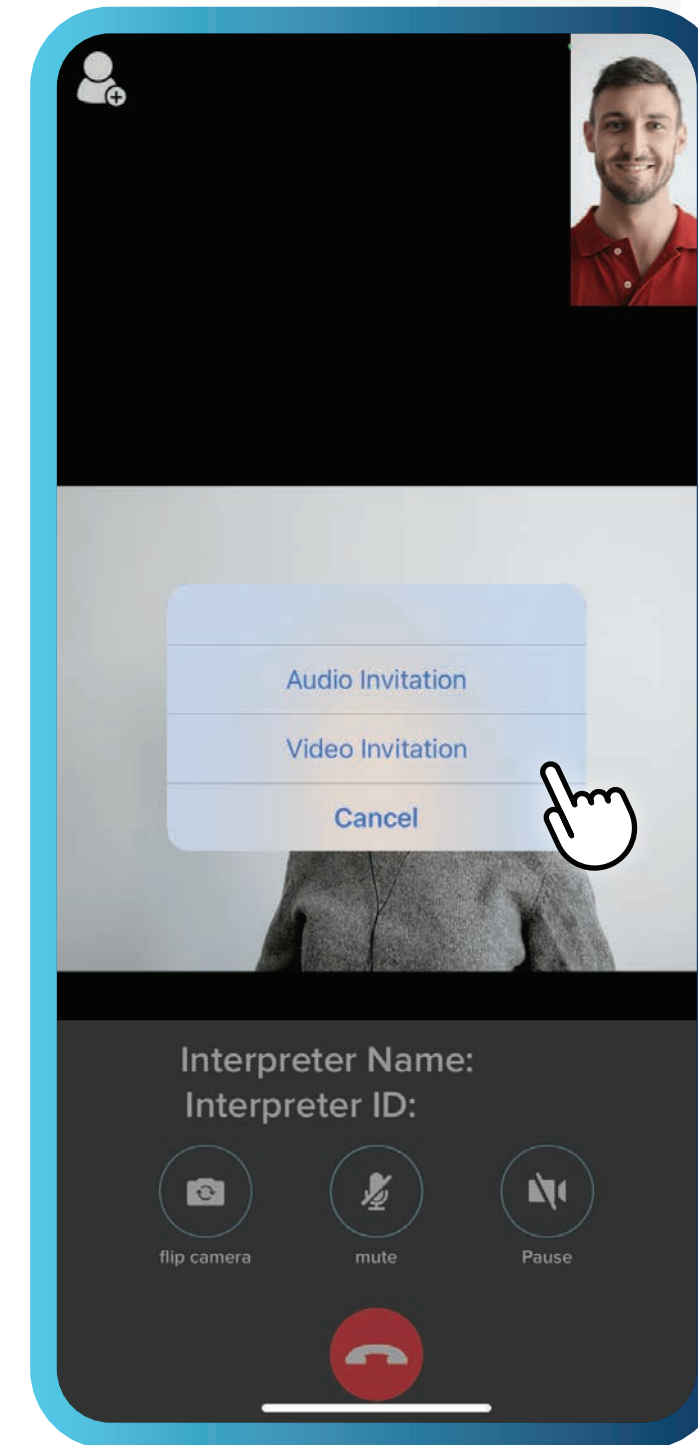 Audio Invitation
Video Invitation
Cancel
Interpreter Name:
Interpreter ID:
flip camera
mute
Pause